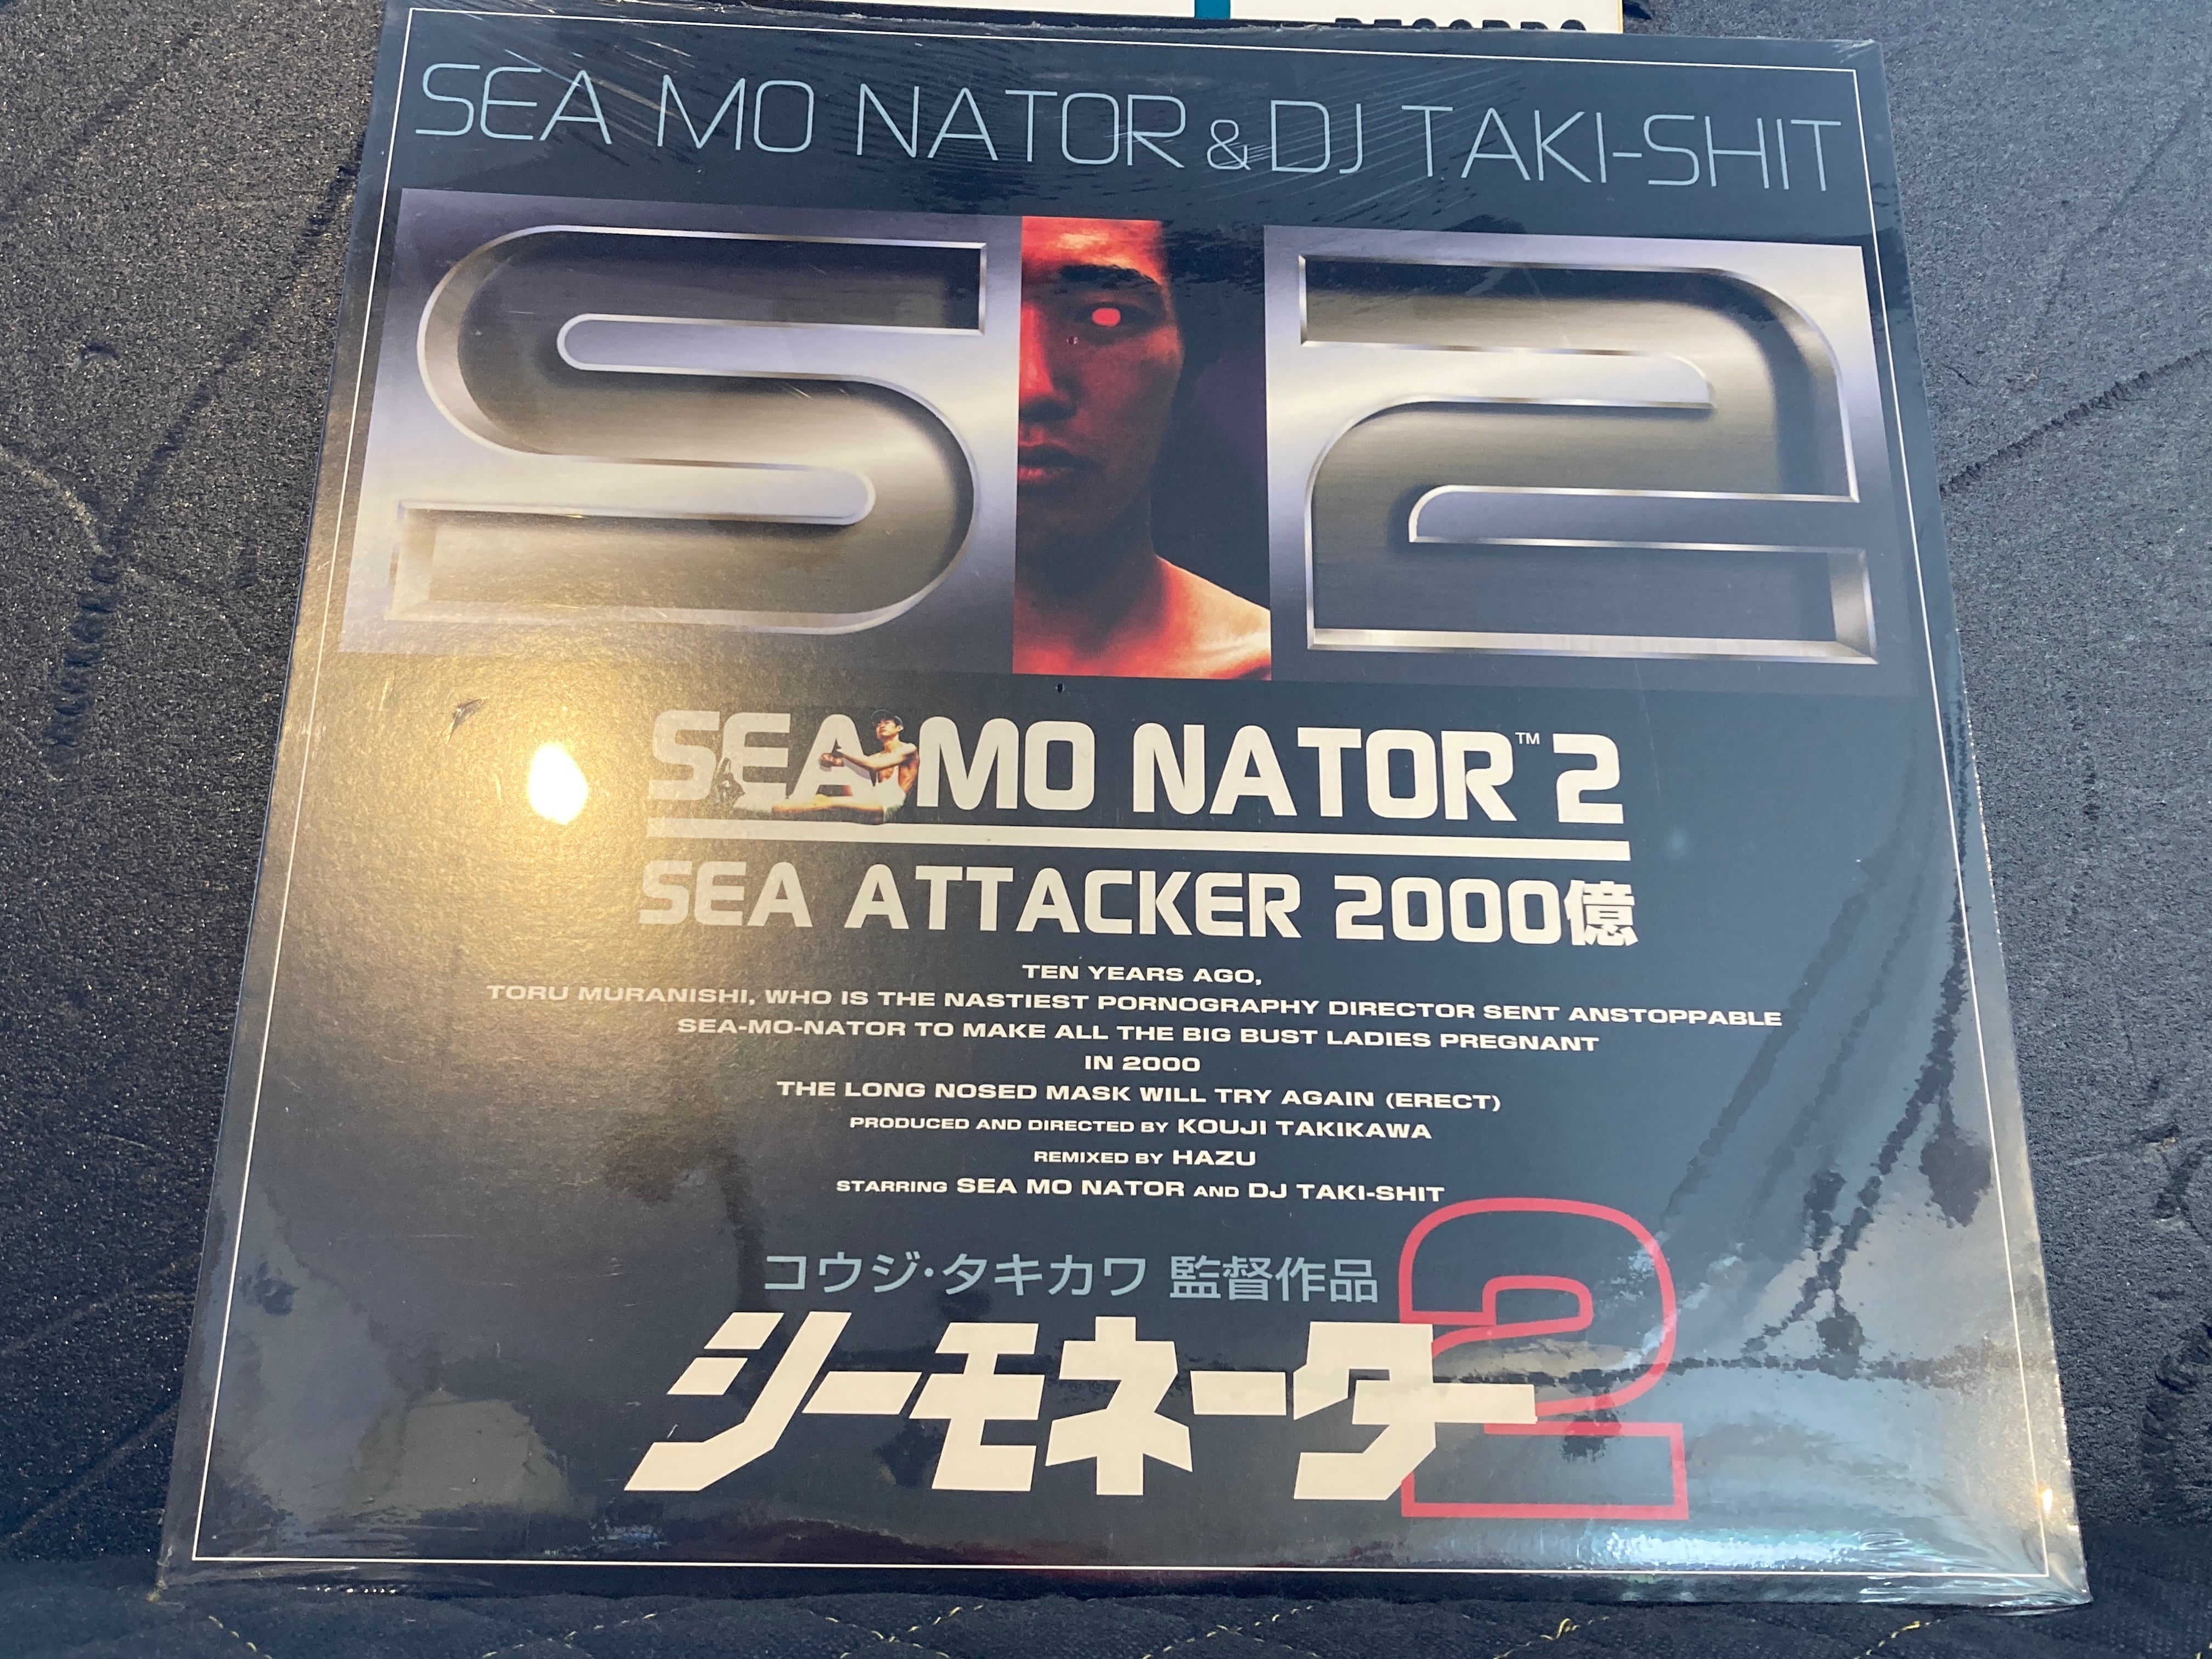 SEA MO NATOR & DJ TAKI-SHIT
S 2
SEA MO NATOR™ 2
SEA ATTACKER 2000億
TEN YEARS AGO,
TORU MURANISHI, WHO IS THE NASTIEST PORNOGRAPHY DIRECTOR SENT ANSTOPPABLE
SEA-MO-NATOR TO MAKE ALL THE BIG BUST LADIES PREGNANT
IN 2000
THE LONG NOSED MASK WILL TRY AGAIN (ERECT)
PRODUCED AND DIRECTED BY KOUJI TAKIKAWA
REMIXED BY HAZU
STARRING SEA MO NATOR AND DJ TAKI-SHIT
コウジ・タキカワ 監督作品
シーモネーター2